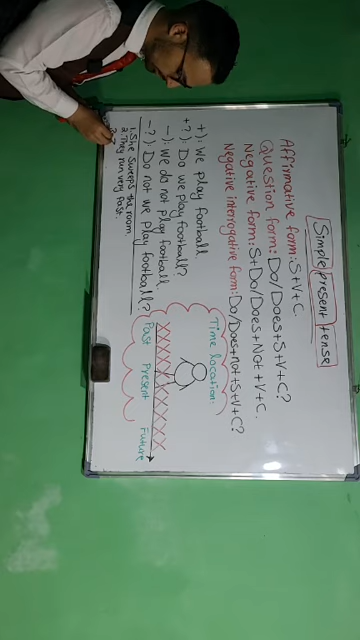 Simple Present tense
Affirmative form: S+V+C.
Question form: Do/Does+S+V+C?
Negative form: S+Do/Does+Not+V+C.
Negative interrogative form: Do/Does+not+S+V+C?
+): We play football
+?): Do we play football?
-): We do not play football.
-?): Do not we play football?
1. She sweeps the room
2. They run very fast.
Time location:
Past Present Future